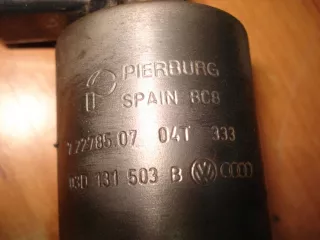 PIERBURG
SPAIN 8C8
7.22785.07 04T 333
03D 131 503 B